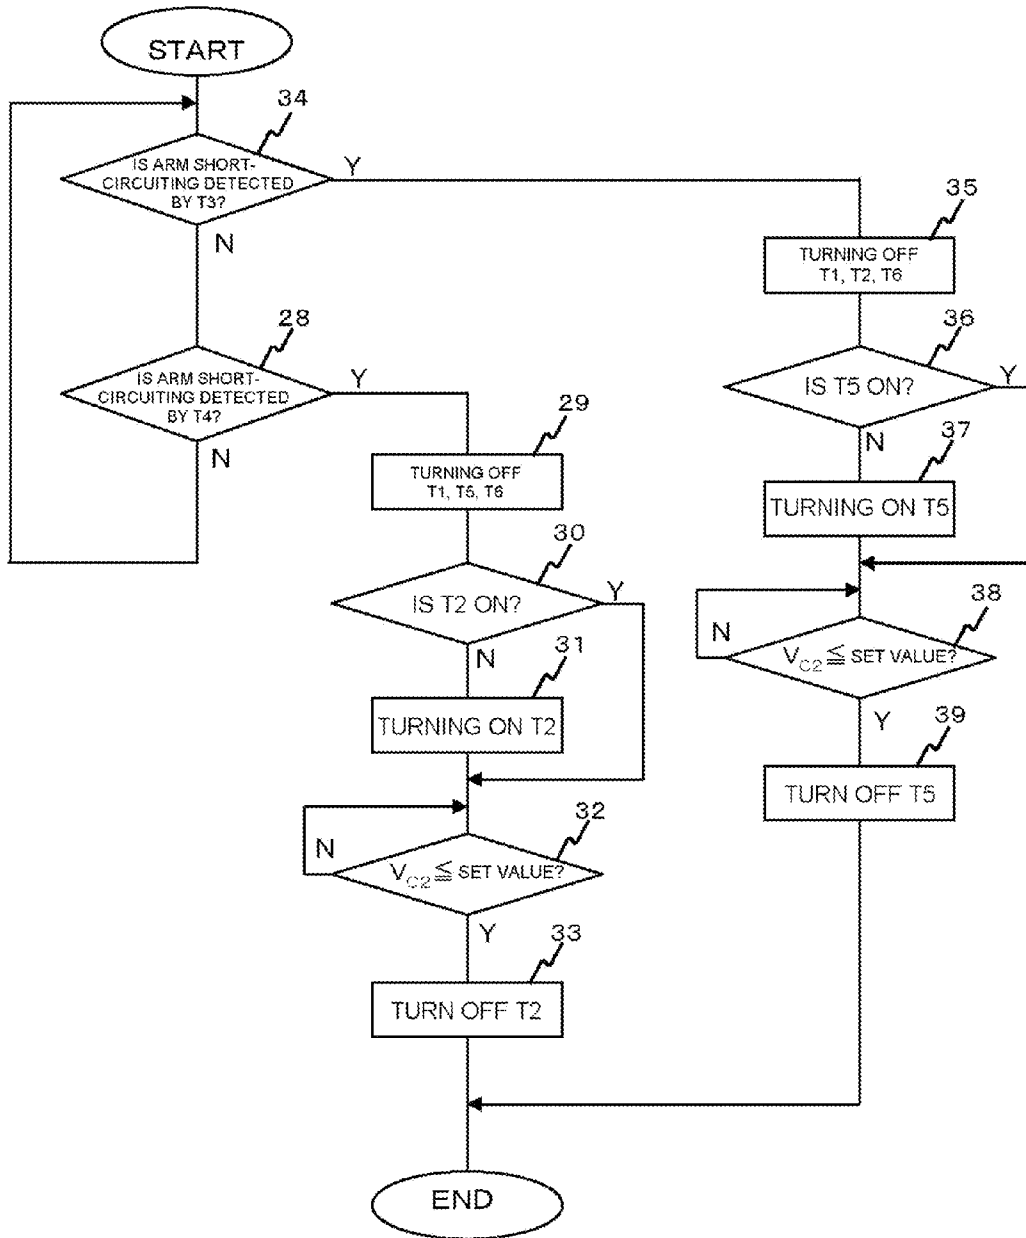 START
34
IS ARM SHORT-
CIRCUITING DETECTED
BY T3?
Y
N
35
TURNING OFF
T1, T2, T6
28
IS ARM SHORT-
CIRCUITING DETECTED
BY T4?
Y
N
36
IS T5 ON?
Y
N
29
TURNING OFF
T1, T5, T6
37
TURNING ON T5
30
IS T2 ON?
Y
N
38
VC2 ≦ SET VALUE?
N
Y
31
TURNING ON T2
39
TURN OFF T5
32
VC2 ≦ SET VALUE?
N
Y
33
TURN OFF T2
END